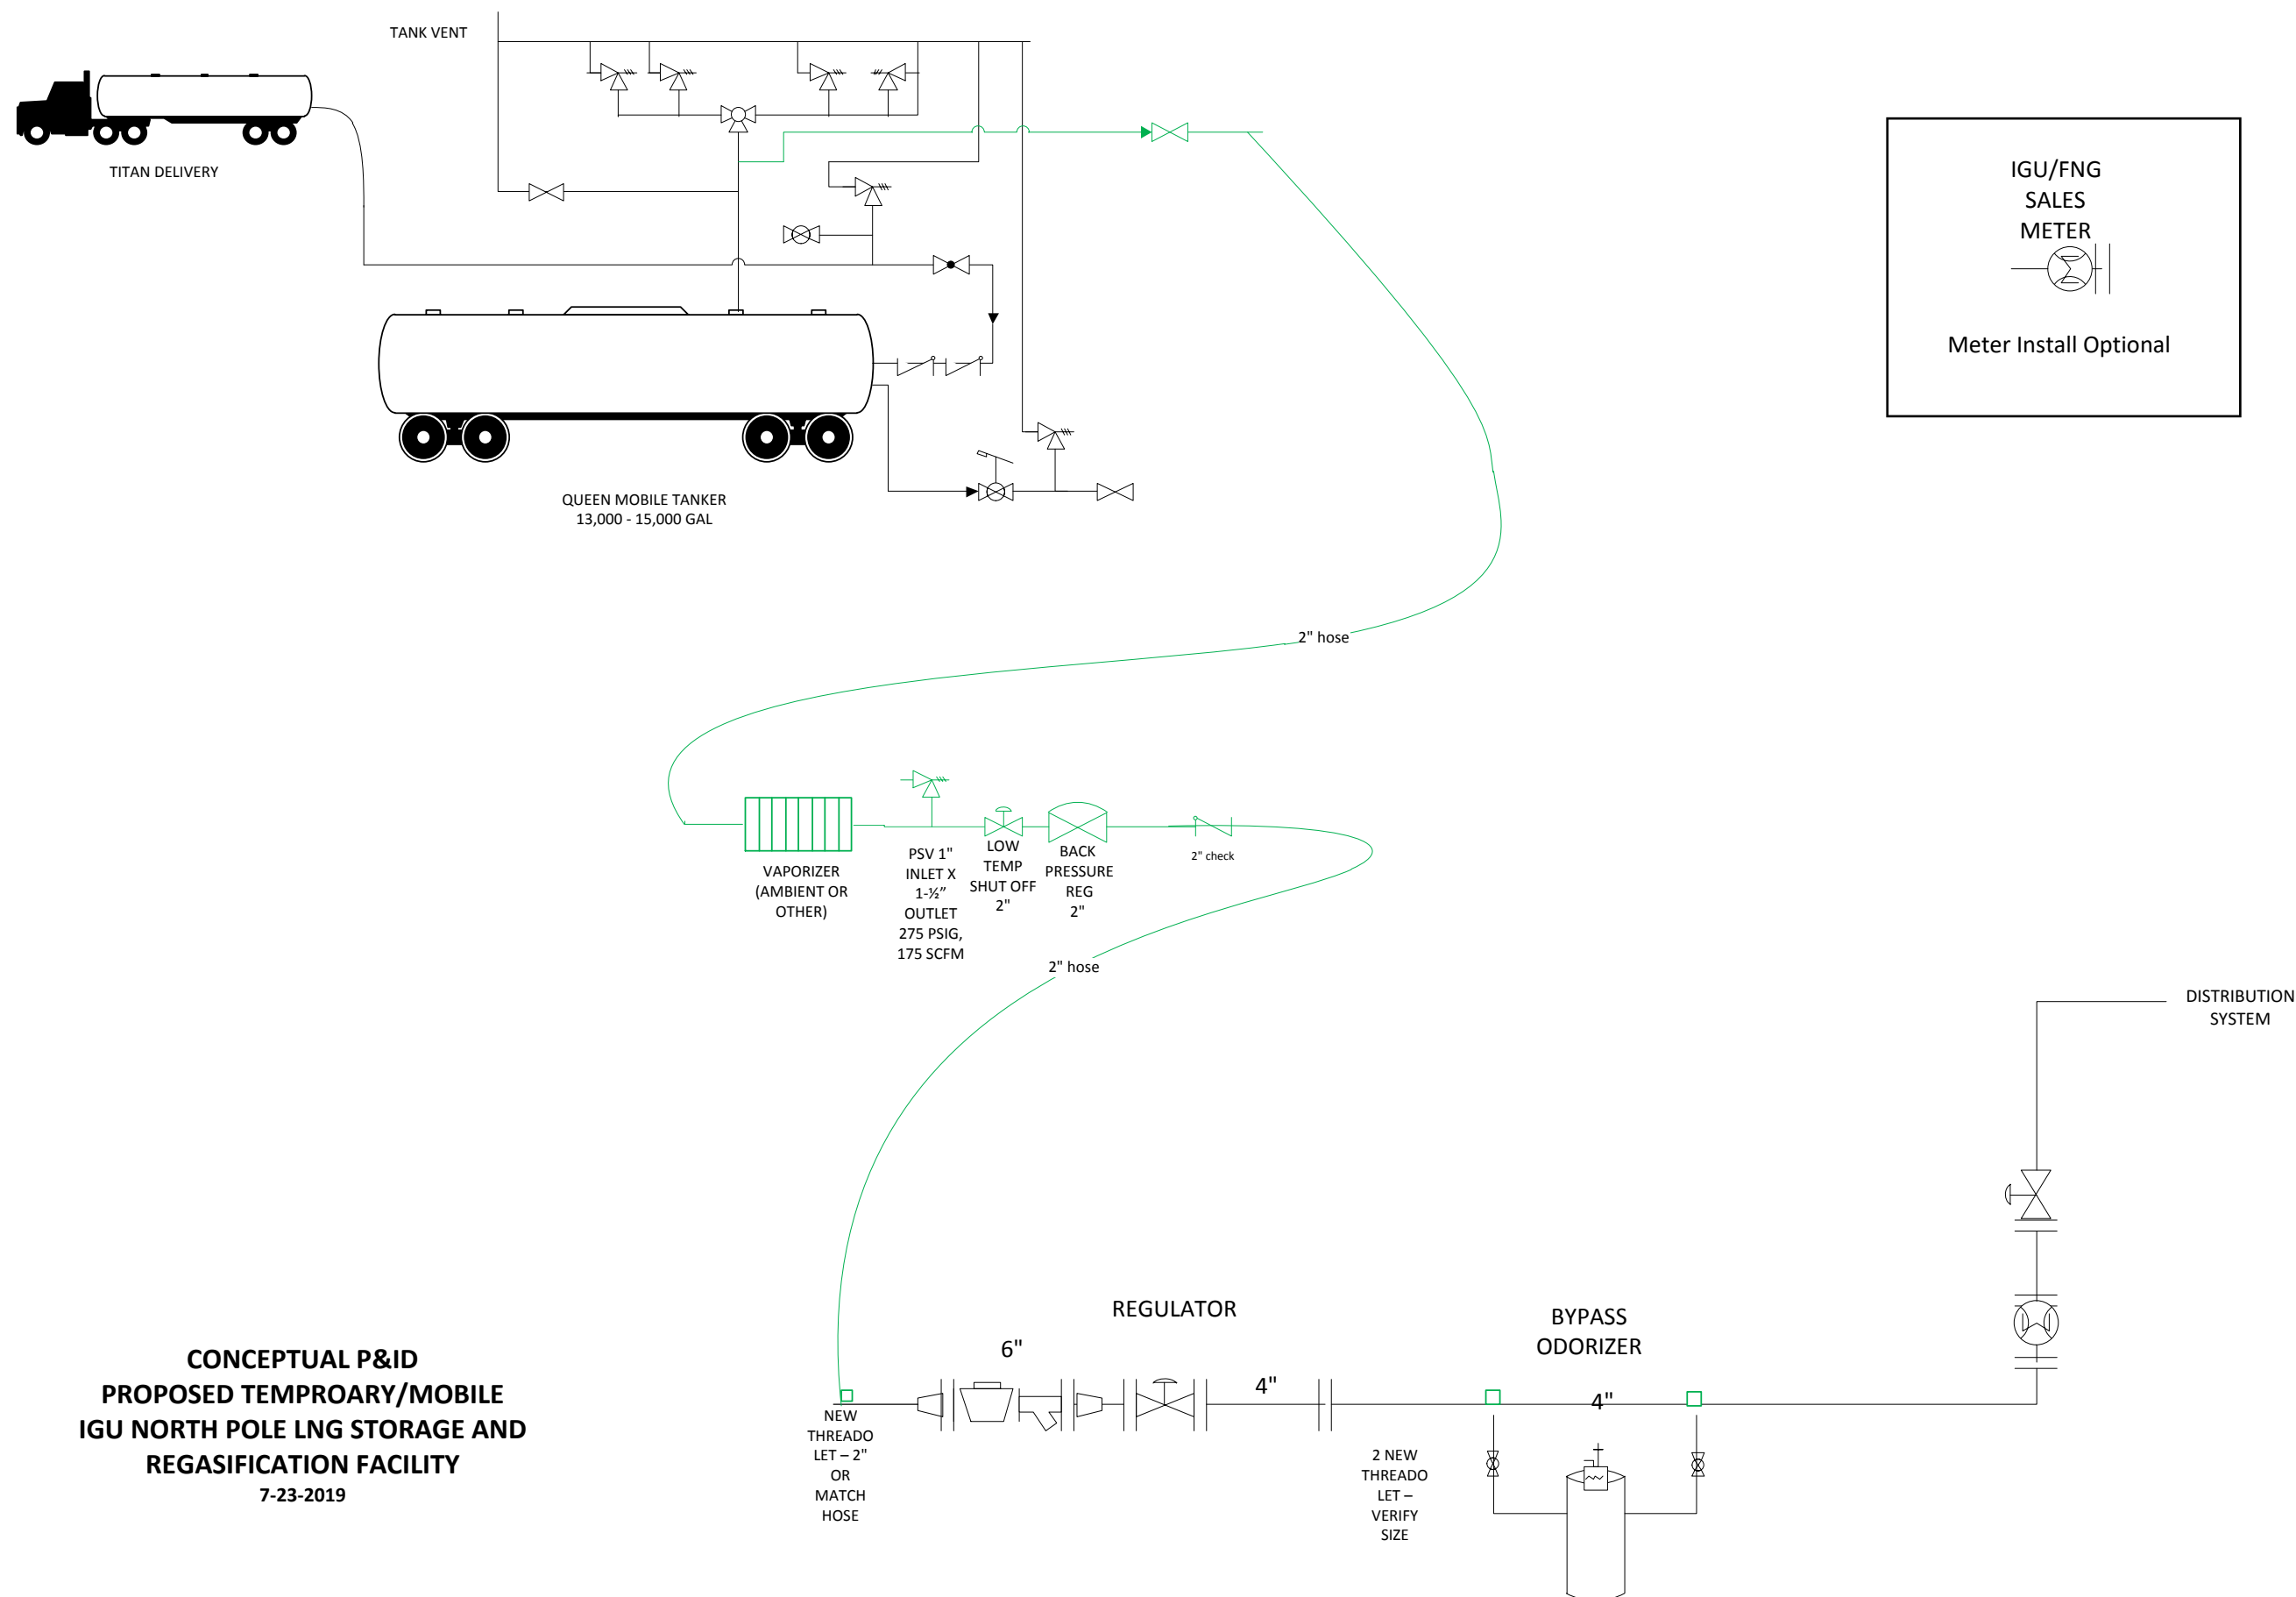 TANK VENT
TITAN DELIVERY
IGU/FNG
SALES
METER
Meter Install Optional
QUEEN MOBILE TANKER
13,000 - 15,000 GAL
2" hose
VAPORIZER
(AMBIENT OR
OTHER)
PSV 1"
INLET X
1-½”
OUTLET
275 PSIG,
175 SCFM
LOW
TEMP
SHUT OFF
2"
BACK
PRESSURE
REG
2"
2" check
2" hose
DISTRIBUTION
SYSTEM
REGULATOR
6"
4"
BYPASS
ODORIZER
4"
NEW
THREADO
LET – 2"
OR
MATCH
HOSE
2 NEW
THREADO
LET –
VERIFY
SIZE
CONCEPTUAL P&ID
PROPOSED TEMPROARY/MOBILE
IGU NORTH POLE LNG STORAGE AND
REGASIFICATION FACILITY
7-23-2019